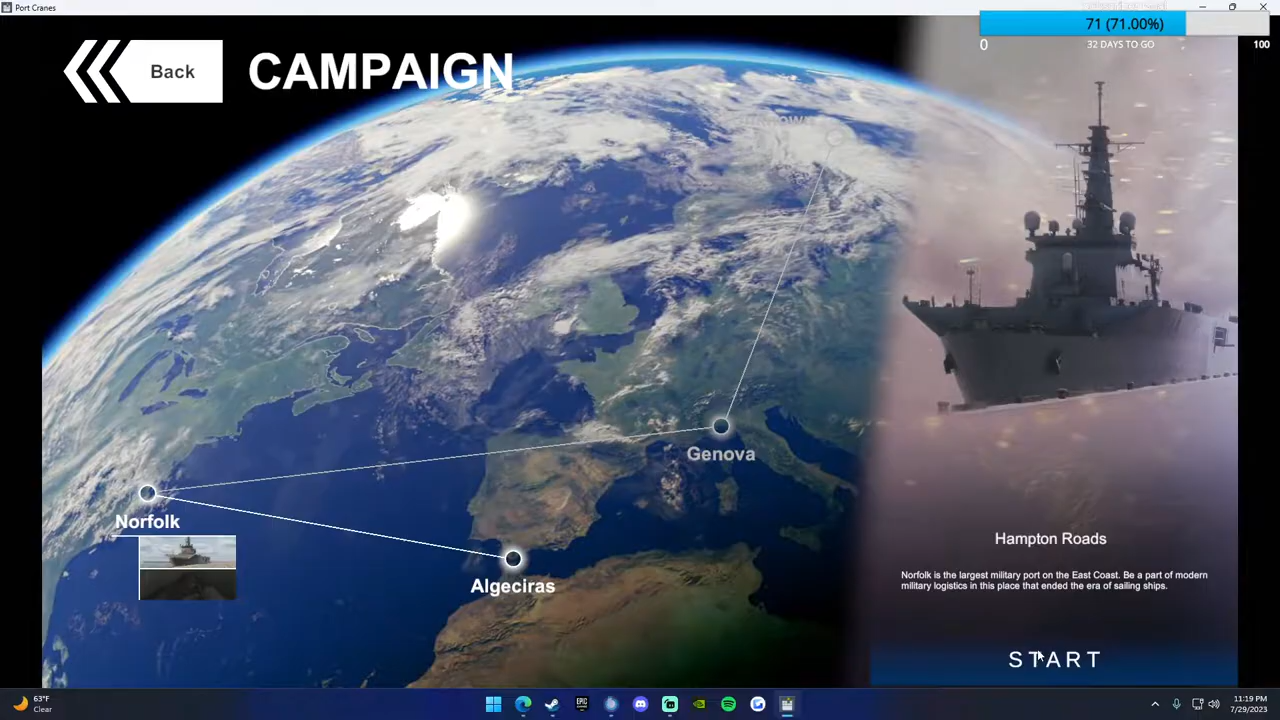 Port Cranes
71 (71.00%)
0
32 DAYS TO GO
100
Back
CAMPAIGN
Genova
Norfolk
Algeciras
Hampton Roads
Norfolk is the largest military port on the East Coast. Be a part of modern
military logistics in this place that ended the era of sailing ships.
START
63°F
Clear
EPIC
11:19 PM
7/29/2023